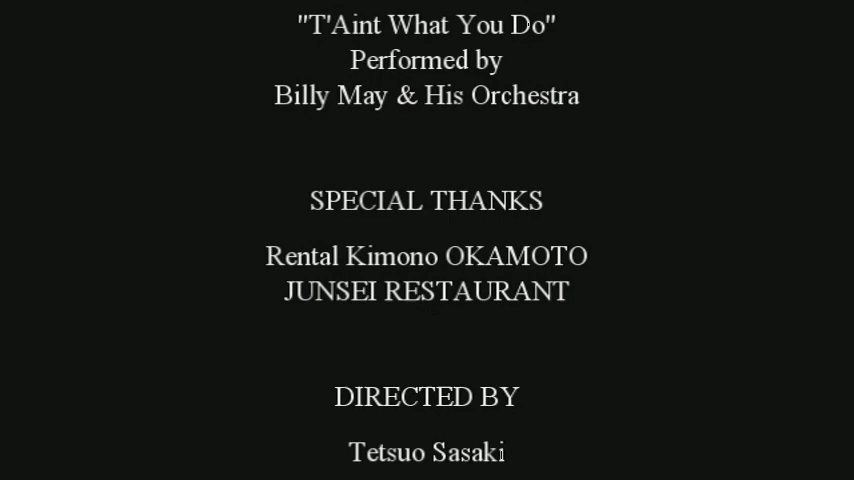 "T'Aint What You Do"
Performed by
Billy May & His Orchestra
SPECIAL THANKS
Rental Kimono OKAMOTO
JUNSEI RESTAURANT
DIRECTED BY
Tetsuo Sasaki